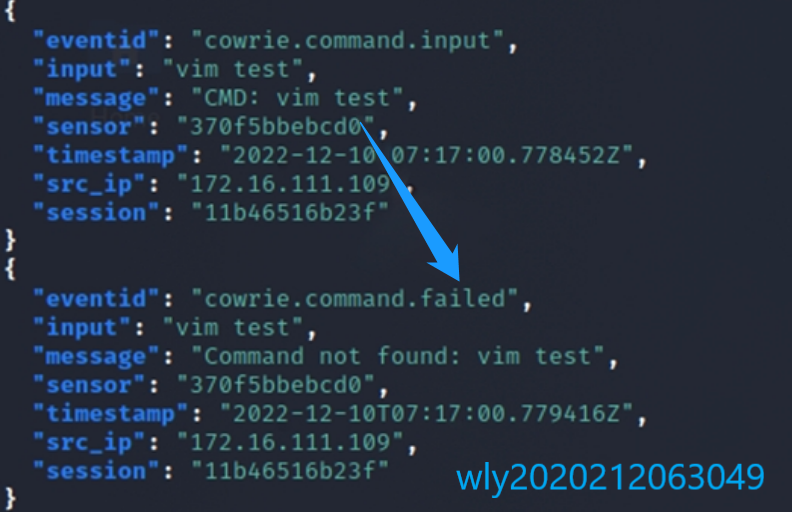 {
"eventid": "cowrie.command.input",
"input": "vim test",
"message": "CMD: vim test",
"sensor": "370f5bbebcd0",
"timestamp": "2022-12-10 07:17:00.778452Z",
"src_ip": "172.16.111.109",
"session": "11b46516b23f"
}
{
"eventid": "cowrie.command.failed",
"input": "vim test",
"message": "Command not found: vim test",
"sensor": "370f5bbebcd0",
"timestamp": "2022-12-10T07:17:00.779416Z",
"src_ip": "172.16.111.109",
"session": "11b46516b23f"
}
wly2020212063049